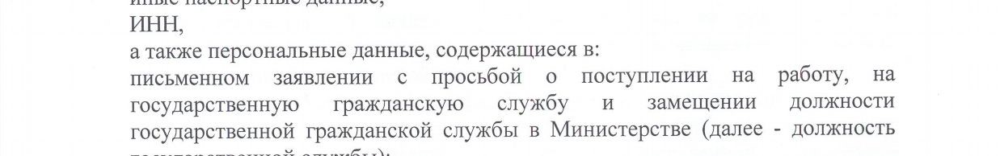 иные паспортные данные,
ИНН,
а также персональные данные, содержащиеся в:
письменном заявлении с просьбой о поступлении на работу, на
государственную гражданскую службу и замещении должности
государственной гражданской службы в Министерстве (далее - должность
государственной службы):